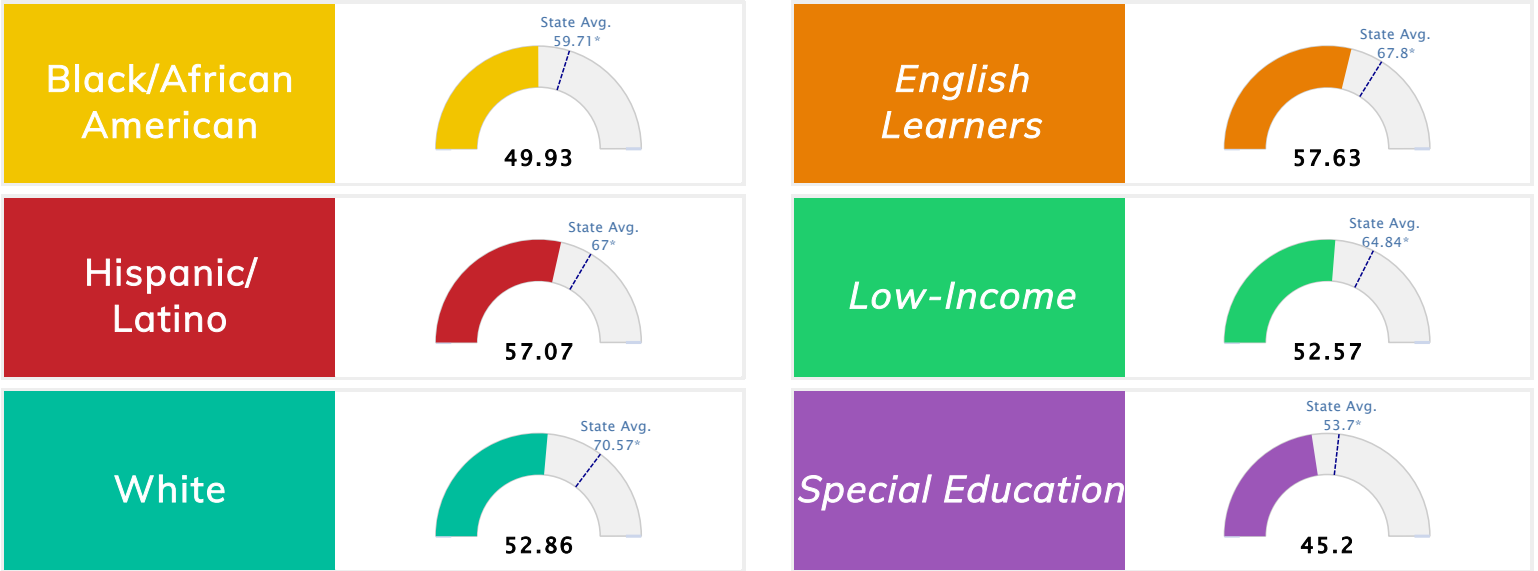 Black/African
American
State Avg.
59.71*
49.93
English
Learners
State Avg.
67.8*
57.63
Hispanic/
Latino
State Avg.
67*
57.07
Low-Income
State Avg.
64.84*
52.57
White
State Avg.
70.57*
52.86
Special Education
State Avg.
53.7*
45.2